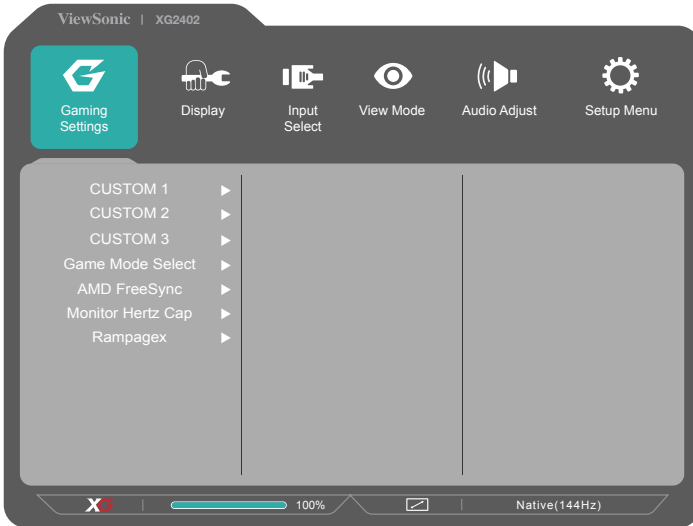 ViewSonic | XG2402
Gaming
Settings
Display
Input
Select
View Mode
Audio Adjust
Setup Menu
CUSTOM 1
CUSTOM 2
CUSTOM 3
Game Mode Select
AMD FreeSync
Monitor Hertz Cap
Rampagex
XG | 100% | Native(144Hz)